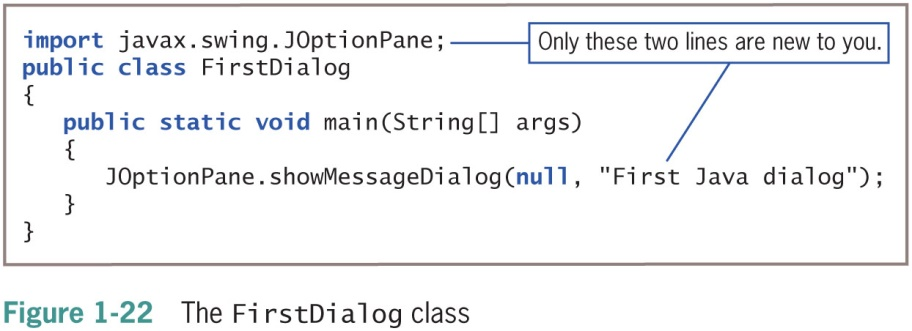 import javax.swing.JOptionPane;
Only these two lines are new to you.
public class FirstDialog
{
public static void main(String[] args)
{
JOptionPane.showMessageDialog(null, "First Java dialog");
}
}
Figure 1-22 The FirstDialog class